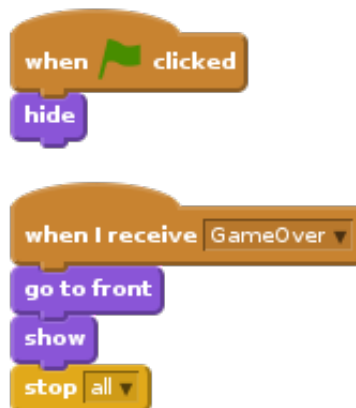 when clicked
hide
when I receive GameOver
go to front
show
stop all